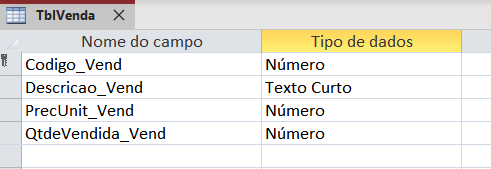 TblVenda
Nome do campo Tipo de dados
Codigo_Vend Número
Descricao_Vend Texto Curto
PrecUnit_Vend Número
QtdeVendida_Vend Número